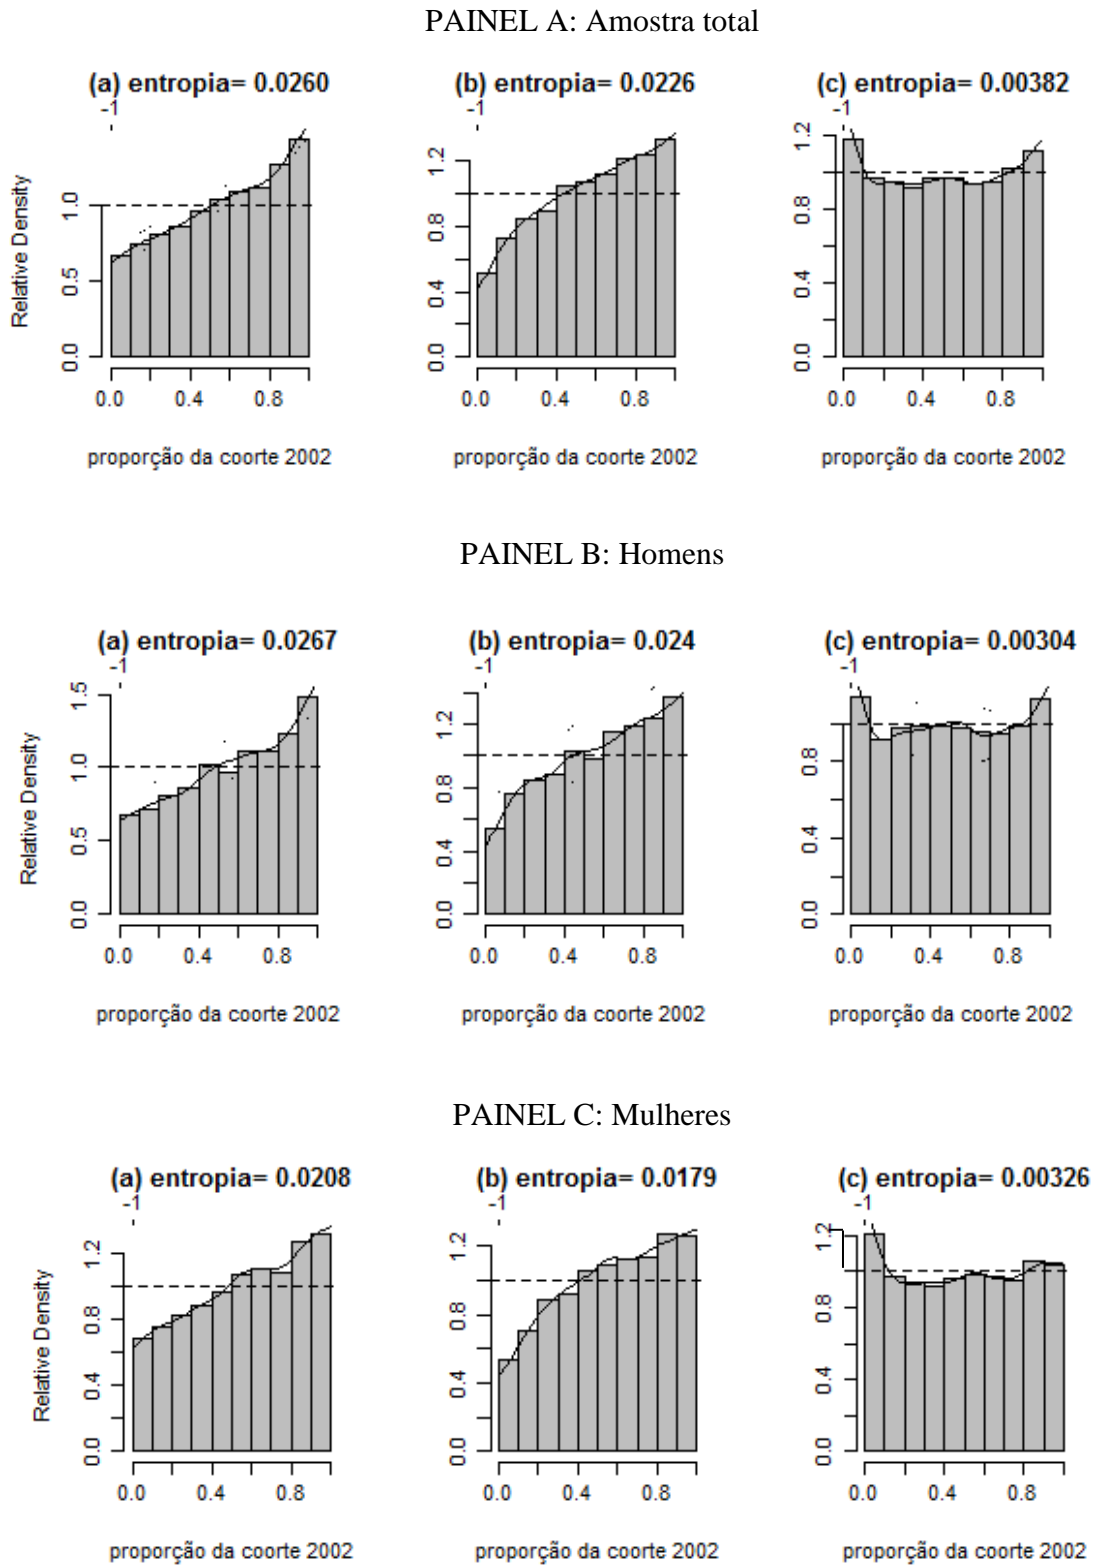 PAINEL A: Amostra total
(a) entropia= 0.0260
(b) entropia= 0.0226
(c) entropia= 0.00382
-1
-1
-1
Relative Density
1.0
0.5
0.0
1.2
0.8
0.4
0.0
1.2
0.8
0.4
0.0
0.0 0.4 0.8
0.0 0.4 0.8
0.0 0.4 0.8
proporção da coorte 2002
proporção da coorte 2002
proporção da coorte 2002
PAINEL B: Homens
(a) entropia= 0.0267
(b) entropia= 0.024
(c) entropia= 0.00304
-1
-1
-1
Relative Density
1.5
1.0
0.5
0.0
1.2
0.8
0.4
0.0
0.8
0.4
0.0
0.0 0.4 0.8
0.0 0.4 0.8
0.0 0.4 0.8
proporção da coorte 2002
proporção da coorte 2002
proporção da coorte 2002
PAINEL C: Mulheres
(a) entropia= 0.0208
(b) entropia= 0.0179
(c) entropia= 0.00326
-1
-1
-1
Relative Density
1.2
0.8
0.4
0.0
1.2
0.8
0.4
0.0
1.2
0.8
0.4
0.0
0.0 0.4 0.8
0.0 0.4 0.8
0.0 0.4 0.8
proporção da coorte 2002
proporção da coorte 2002
proporção da coorte 2002